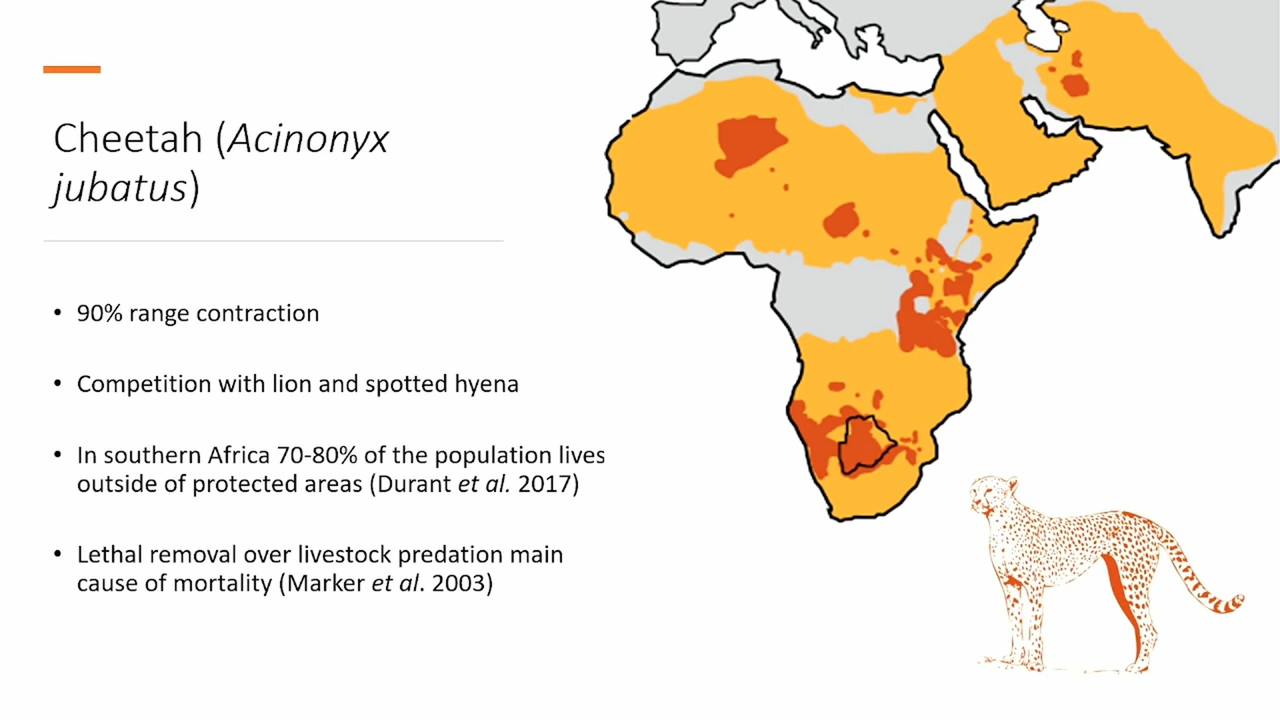 Cheetah (Acinonyx
jubatus)
• 90% range contraction
• Competition with lion and spotted hyena
• In southern Africa 70-80% of the population lives
outside of protected areas (Durant et al. 2017)
• Lethal removal over livestock predation main
cause of mortality (Marker et al. 2003)